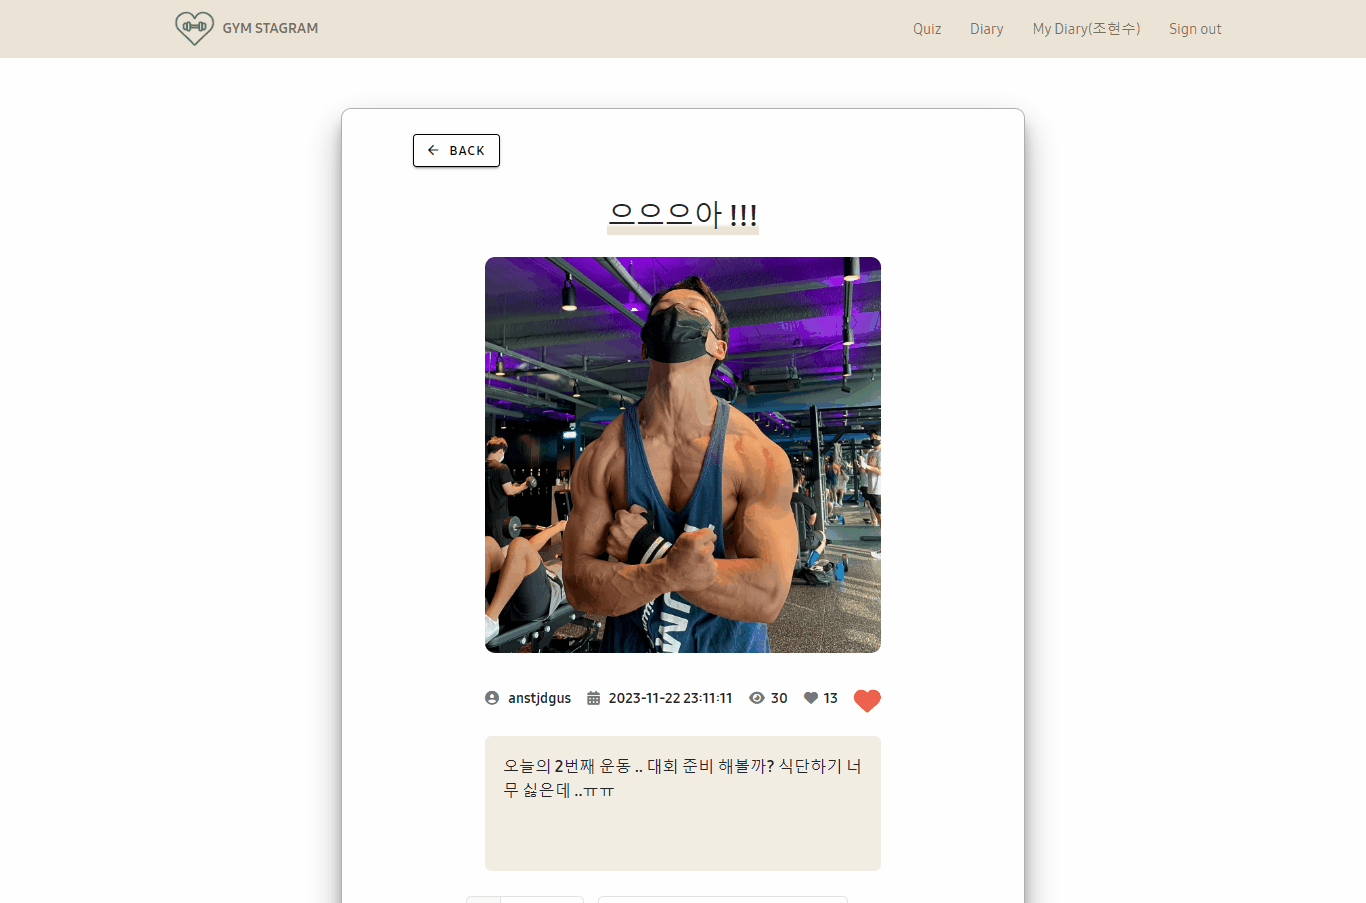 GYM STAGRAM
Quiz
Diary
My Diary(조현수)
Sign out
← BACK
으으으아 !!!
anstjdgus
2023-11-22 23:11:11
30
13
오늘의 2번째 운동 .. 대회 준비 해볼까? 식단하기 너
무 싫은데 ..ㅠㅠ